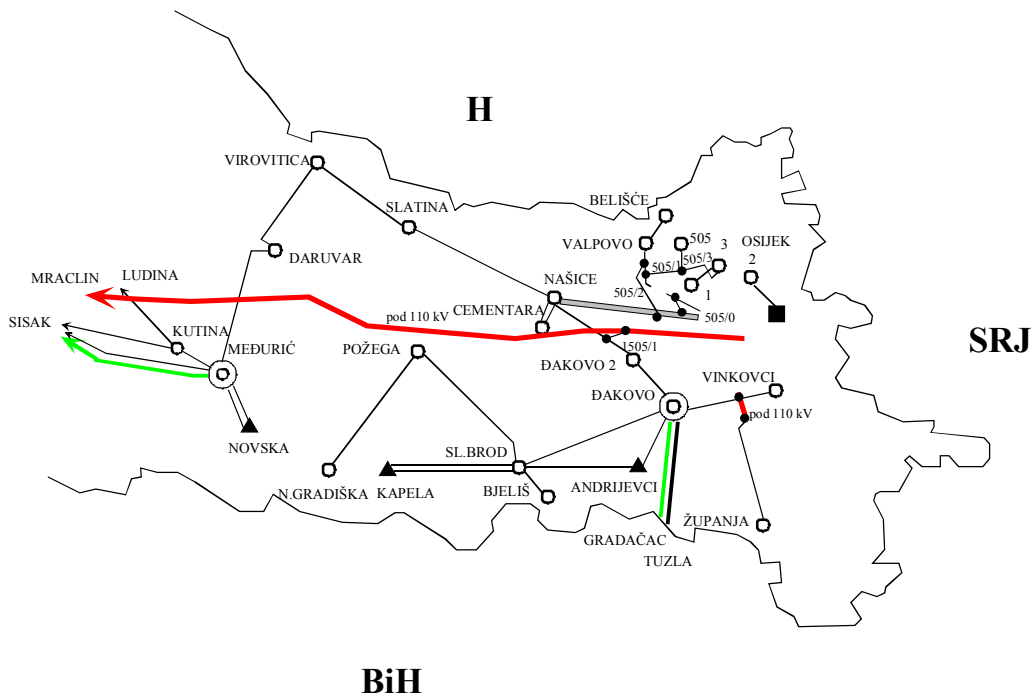 H
VIROVITICA
SLATINA
BELIŠĆE
VALPOVO
505
3
OSIJEK
2
505/1
505/3
1
505/2
505/0
DARUVAR
MRACLIN
LUDINA
NAŠICE
CEMENTARA
pod 110 kV
SISAK
KUTINA
MEĐURIĆ
POŽEGA
1505/1
ĐAKOVO 2
SRJ
VINKOVCI
ĐAKOVO
pod 110 kV
NOVSKA
SL.BROD
N.GRADIŠKA
KAPELA
BJELIŠ
ANDRIJEVCI
ŽUPANJA
GRADAČAC
TUZLA
BiH